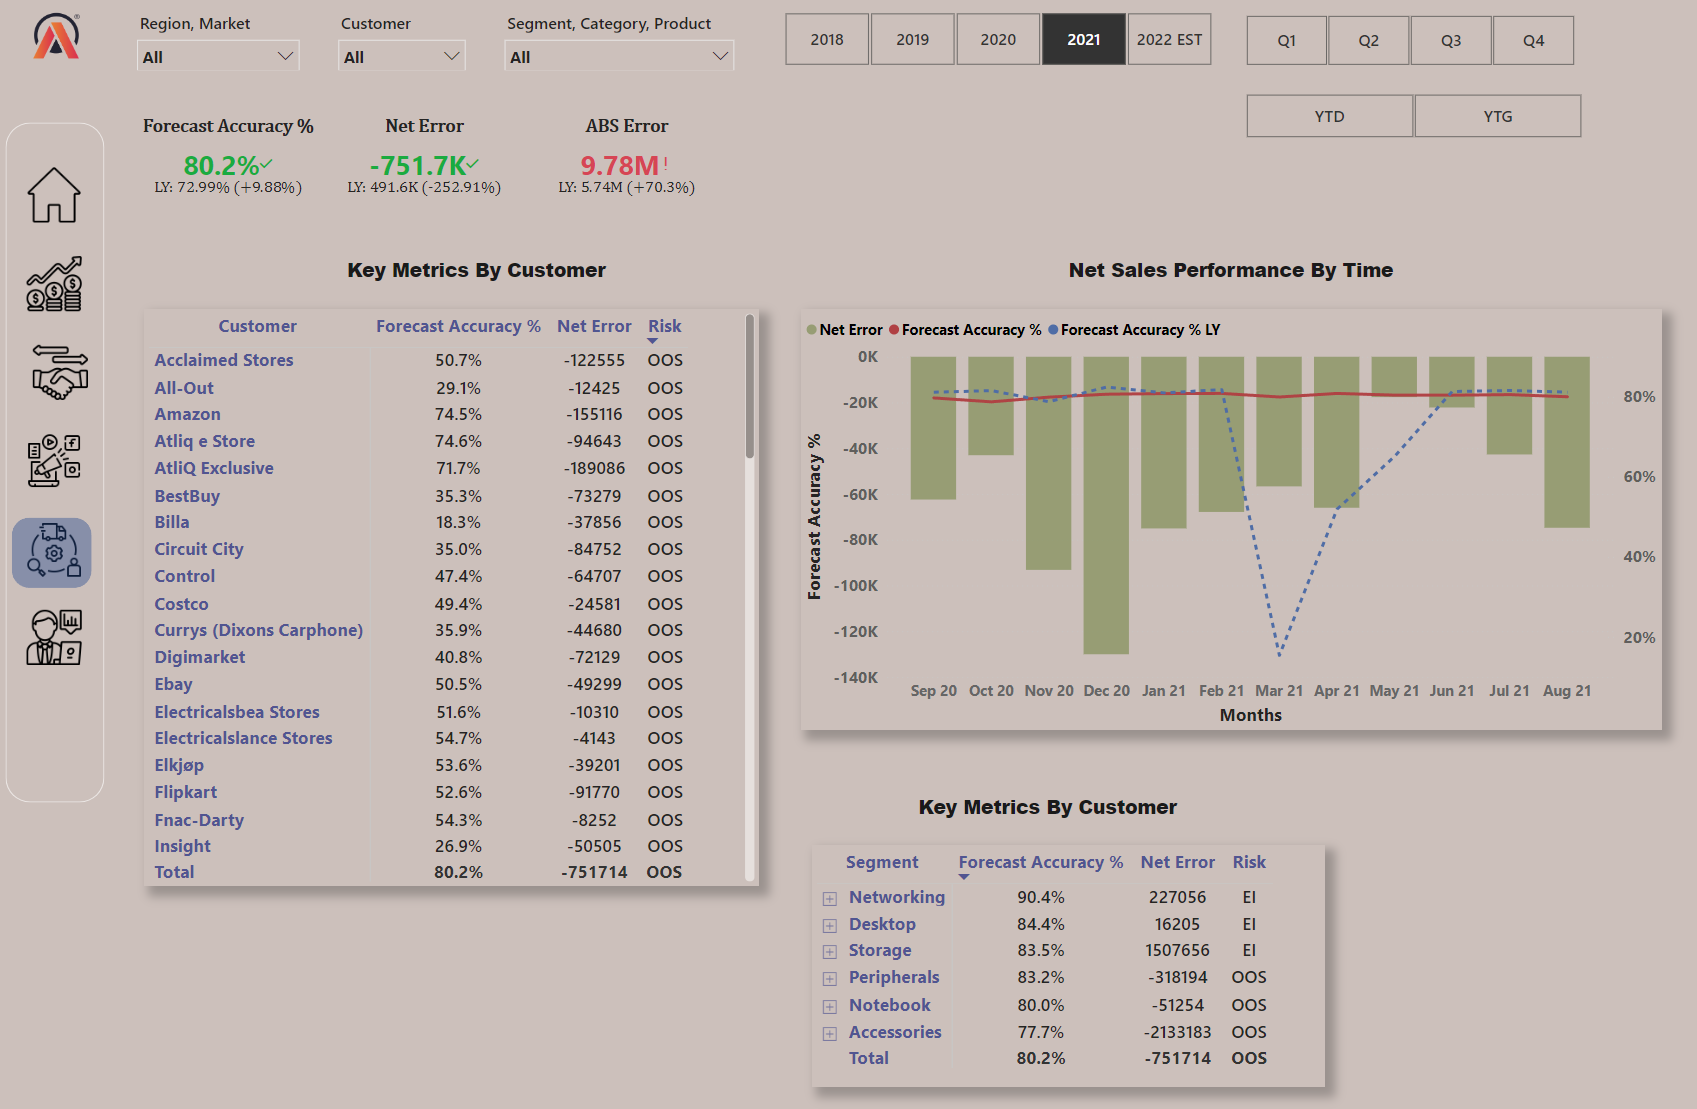 Region, Market
Customer
Segment, Category, Product
All
All
All
2018
2019
2020
2021
2022 EST
Q1
Q2
Q3
Q4
YTD
YTG
Forecast Accuracy %
80.2%
LY: 72.99% (+9.88%)
Net Error
-751.7K
LY: 491.6K (-252.91%)
ABS Error
9.78M!
LY: 5.74M (+70.3%)
Key Metrics By Customer
Customer Forecast Accuracy % Net Error Risk
Acclaimed Stores 50.7% -122555 OOS
All-Out 29.1% -12425 OOS
Amazon 74.5% -155116 OOS
Atliq e Store 74.6% -94643 OOS
AtliQ Exclusive 71.7% -189086 OOS
BestBuy 35.3% -73279 OOS
Billa 18.3% -37856 OOS
Circuit City 35.0% -84752 OOS
Control 47.4% -64707 OOS
Costco 49.4% -24581 OOS
Currys (Dixons Carphone) 35.9% -44680 OOS
Digimarket 40.8% -72129 OOS
Ebay 50.5% -49299 OOS
Electricalsbea Stores 51.6% -10310 OOS
Electricalslance Stores 54.7% -4143 OOS
Elkjøp 53.6% -39201 OOS
Flipkart 52.6% -91770 OOS
Fnac-Darty 54.3% -8252 OOS
Insight 26.9% -50505 OOS
Total 80.2% -751714 OOS
Net Sales Performance By Time
Net Error Forecast Accuracy % Forecast Accuracy % LY
Forecast Accuracy %
0K
-20K
-40K
-60K
-80K
-100K
-120K
-140K
80%
60%
40%
20%
Sep 20 Oct 20 Nov 20 Dec 20 Jan 21 Feb 21 Mar 21 Apr 21 May 21 Jun 21 Jul 21 Aug 21
Months
Key Metrics By Customer
Segment Forecast Accuracy % Net Error Risk
Networking 90.4% 227056 EI
Desktop 84.4% 16205 EI
Storage 83.5% 1507656 EI
Peripherals 83.2% -318194 OOS
Notebook 80.0% -51254 OOS
Accessories 77.7% -2133183 OOS
Total 80.2% -751714 OOS